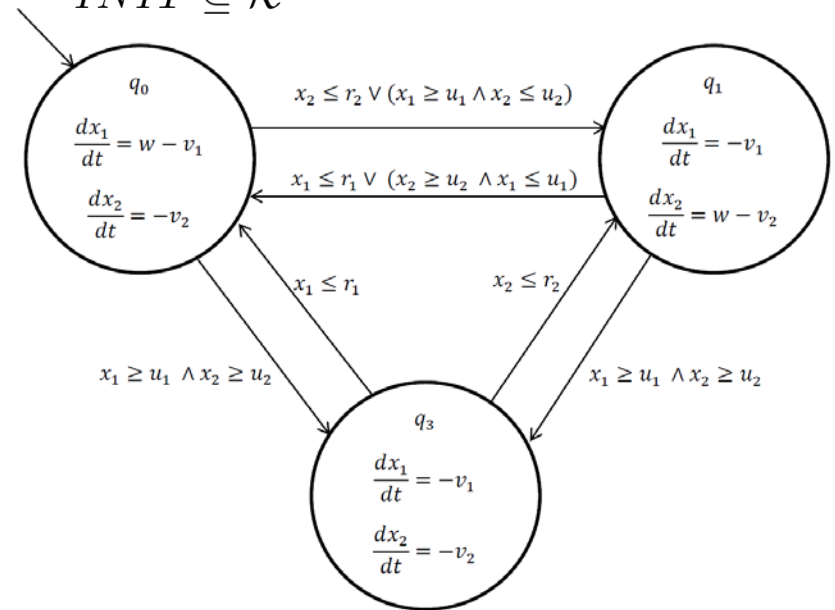 INIT ⊆ R
q₀
dx₁/dt = w − v₁
dx₂/dt = −v₂
x₂ ≤ r₂ ∨ (x₁ ≥ u₁ ∧ x₂ ≤ u₂)
x₁ ≤ r₁ ∨ (x₂ ≥ u₂ ∧ x₁ ≤ u₁)
q₁
dx₁/dt = −v₁
dx₂/dt = w − v₂
x₁ ≤ r₁
x₂ ≤ r₂
x₁ ≥ u₁ ∧ x₂ ≥ u₂
x₁ ≥ u₁ ∧ x₂ ≥ u₂
q₃
dx₁/dt = −v₁
dx₂/dt = −v₂